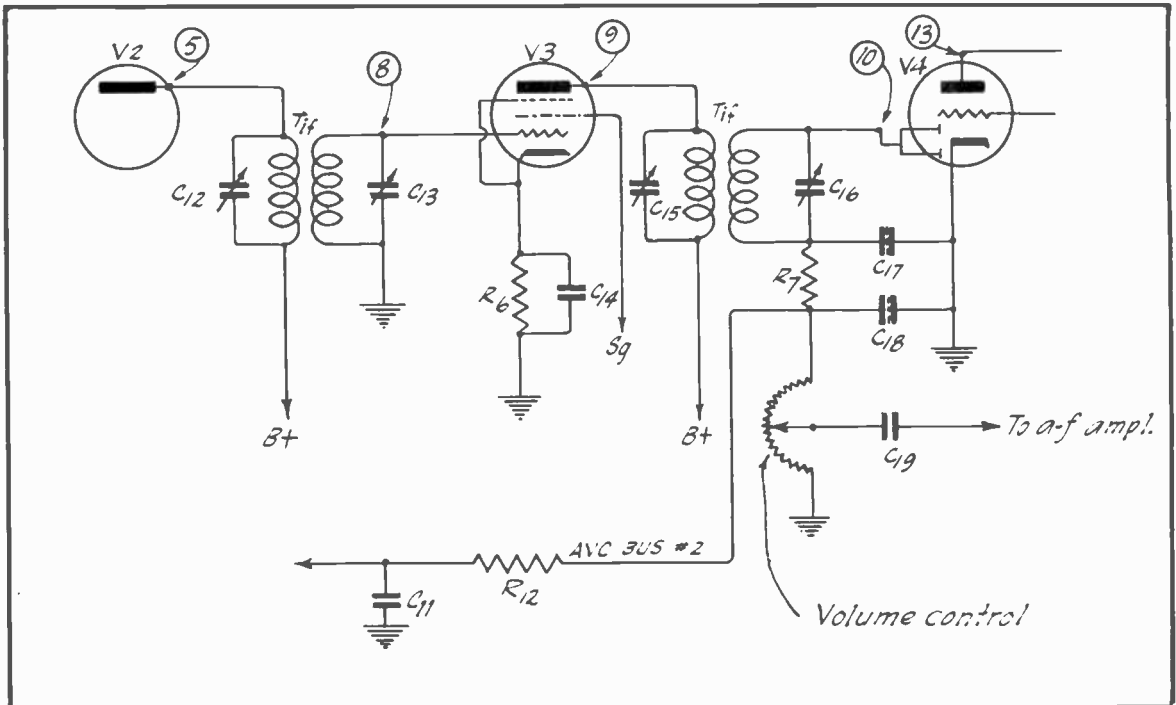 V2
5
8
V3
9
10
13
V4
Tif
Tif
C12
C13
C15
C16
C17
R7
R6
C14
Sg
C18
B+
B+
C19
To a-f ampl.
AVC BUS #2
R12
C11
Volume control